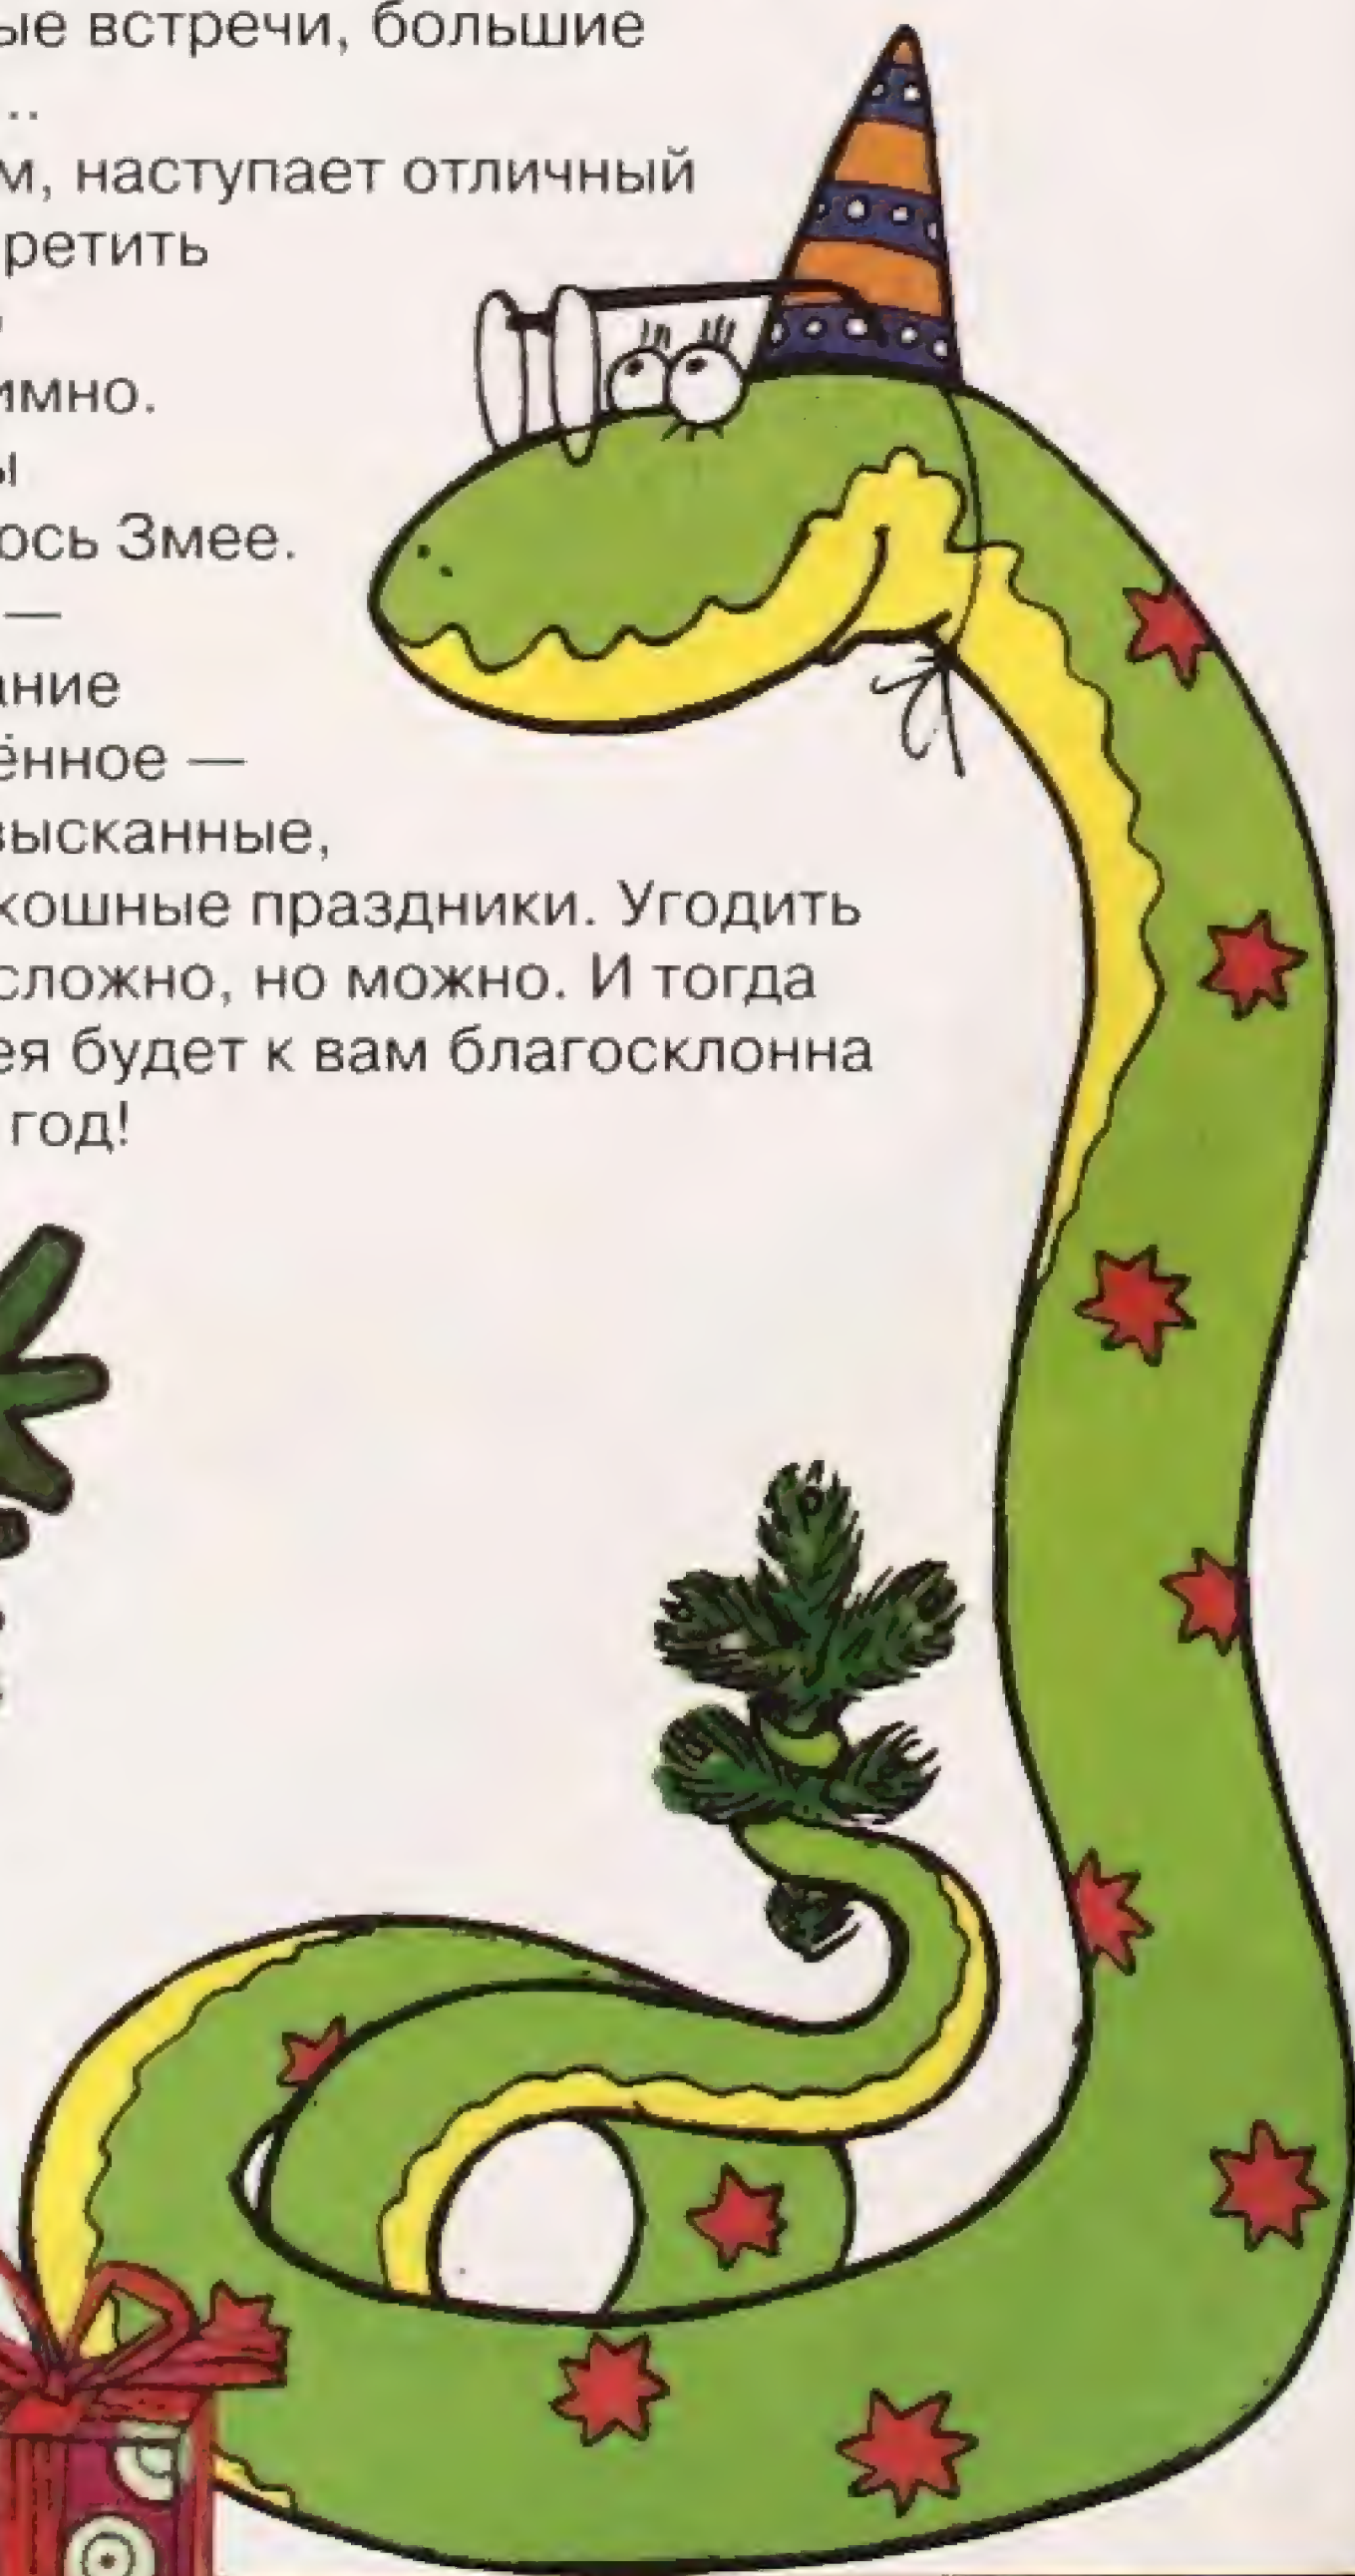 ые встречи, большие
..
м, наступает отличный
ретить
имно.
ы
ось Змее.
—
ание
ённое —
зысканные,
кошные праздники. Угодить
сложно, но можно. И тогда
ея будет к вам благосклонна
год!